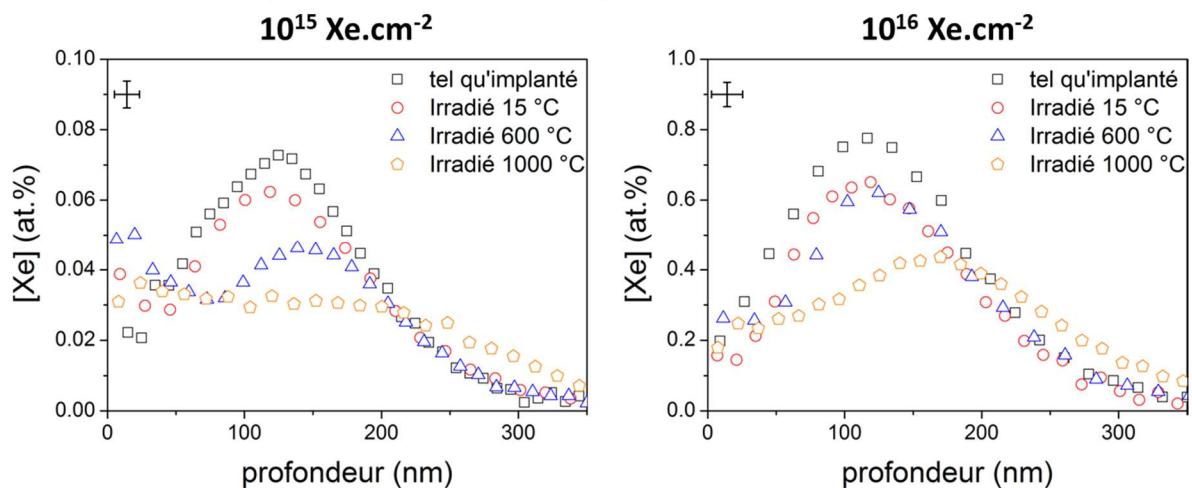 10¹⁵ Xe.cm⁻²
[Xe] (at.%)
0.10
0.08
0.06
0.04
0.02
0.00
tel qu'implanté
Irradié 15 °C
Irradié 600 °C
Irradié 1000 °C
0 100 200 300
profondeur (nm)
10¹⁶ Xe.cm⁻²
[Xe] (at.%)
1.0
0.8
0.6
0.4
0.2
0.0
tel qu'implanté
Irradié 15 °C
Irradié 600 °C
Irradié 1000 °C
0 100 200 300
profondeur (nm)